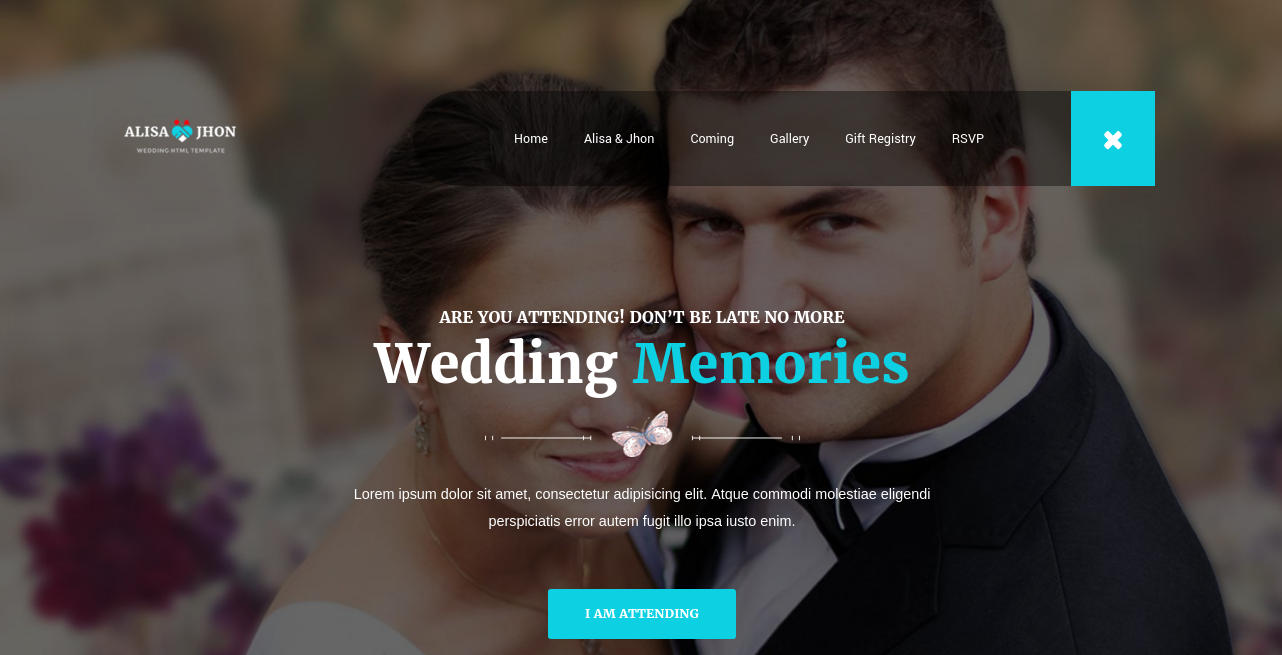 ALISA JHON
WEDDING HTML TEMPLATE
Home Alisa & Jhon Coming Gallery Gift Registry RSVP
ARE YOU ATTENDING! DON’T BE LATE NO MORE
Wedding Memories
Lorem ipsum dolor sit amet, consectetur adipisicing elit. Atque commodi molestiae eligendi
perspiciatis error autem fugit illo ipsa iusto enim.
I AM ATTENDING